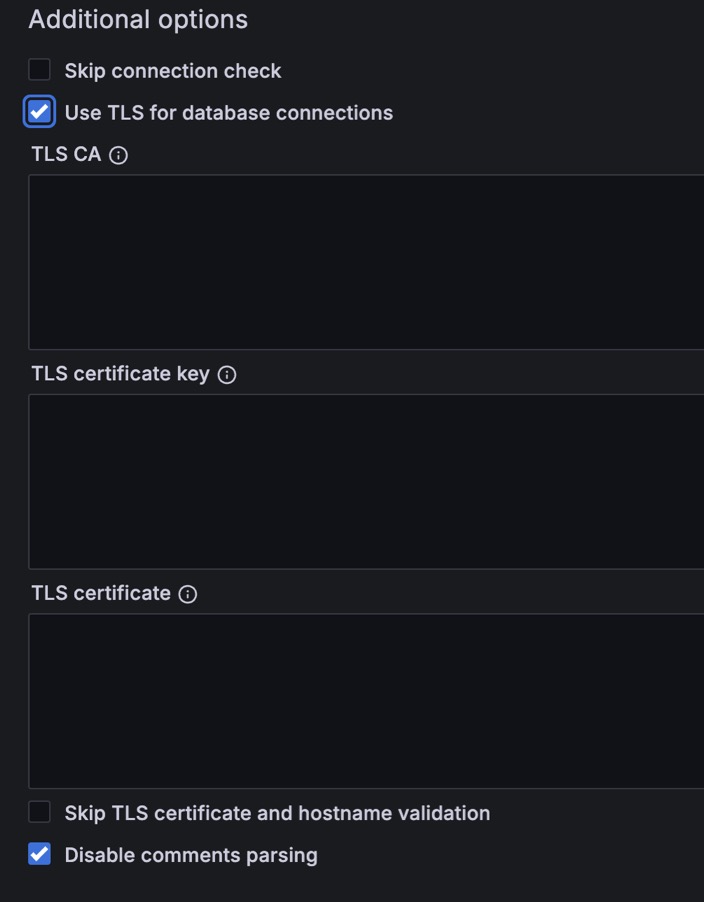 Additional options
Skip connection check
Use TLS for database connections
TLS CA
TLS certificate key
TLS certificate
Skip TLS certificate and hostname validation
Disable comments parsing